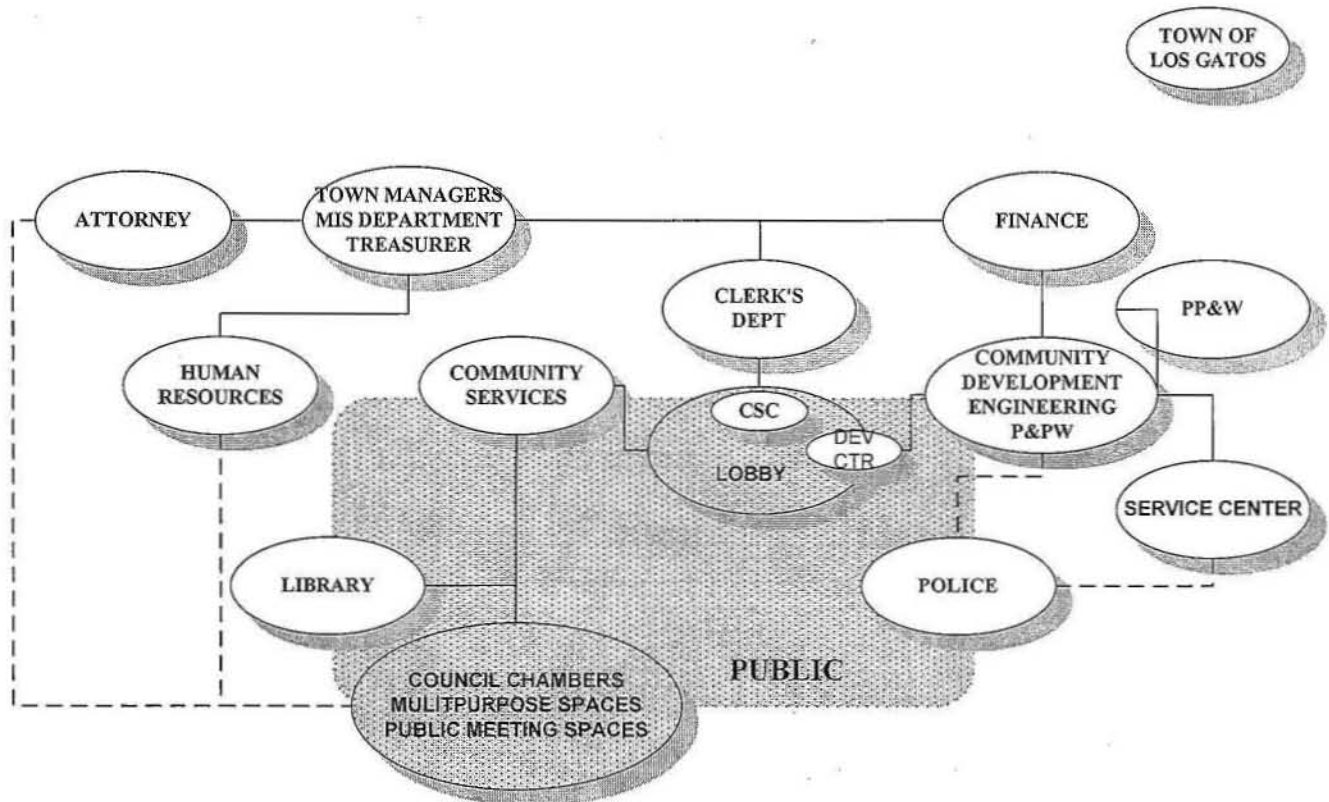 TOWN OF
LOS GATOS
ATTORNEY
TOWN MANAGERS
MIS DEPARTMENT
TREASURER
FINANCE
CLERK'S
DEPT
PP&W
HUMAN
RESOURCES
COMMUNITY
SERVICES
CSC
DEV
CTR
LOBBY
COMMUNITY
DEVELOPMENT
ENGINEERING
P&PW
SERVICE CENTER
LIBRARY
POLICE
PUBLIC
COUNCIL CHAMBERS
MULITPURPOSE SPACES
PUBLIC MEETING SPACES